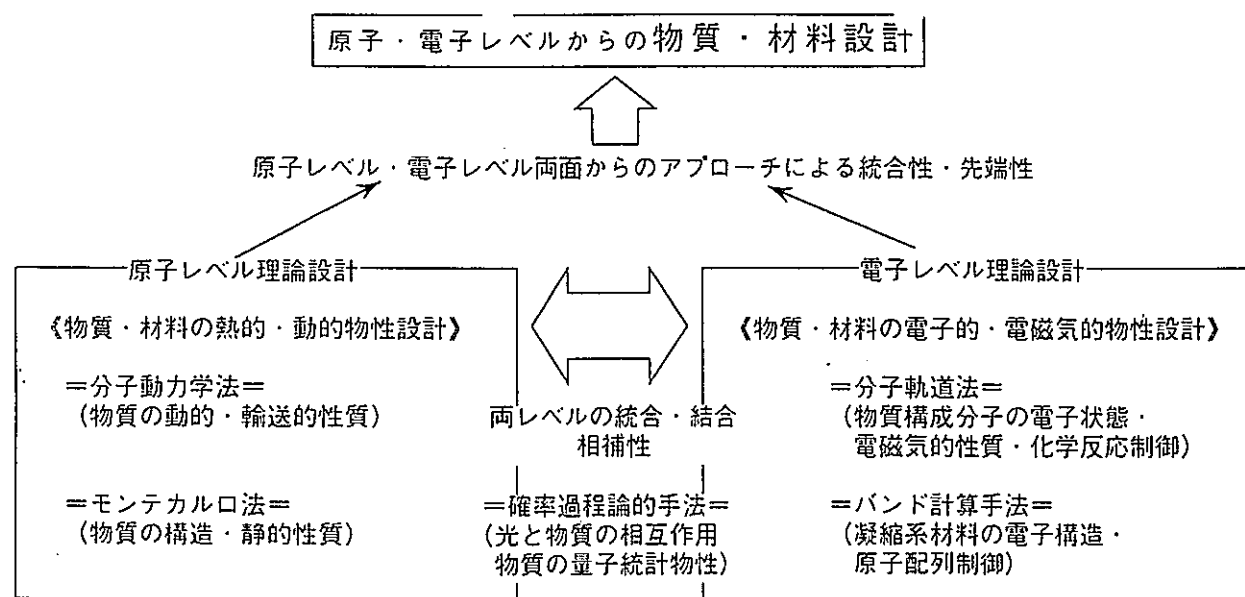 原子・電子レベルからの物質・材料設計
原子レベル・電子レベル両面からのアプローチによる統合性・先端性
原子レベル理論設計
《物質・材料の熱的・動的物性設計》
＝分子動力学法＝
(物質の動的・輸送的性質)
＝モンテカルロ法＝
(物質の構造・静的性質)
両レベルの統合・結合
相補性
＝確率過程論的手法＝
(光と物質の相互作用
物質の量子統計物性)
電子レベル理論設計
《物質・材料の電子的・電磁気的物性設計》
＝分子軌道法＝
(物質構成分子の電子状態・
電磁気的性質・化学反応制御)
＝バンド計算手法＝
(凝縮系材料の電子構造・
原子配列制御)